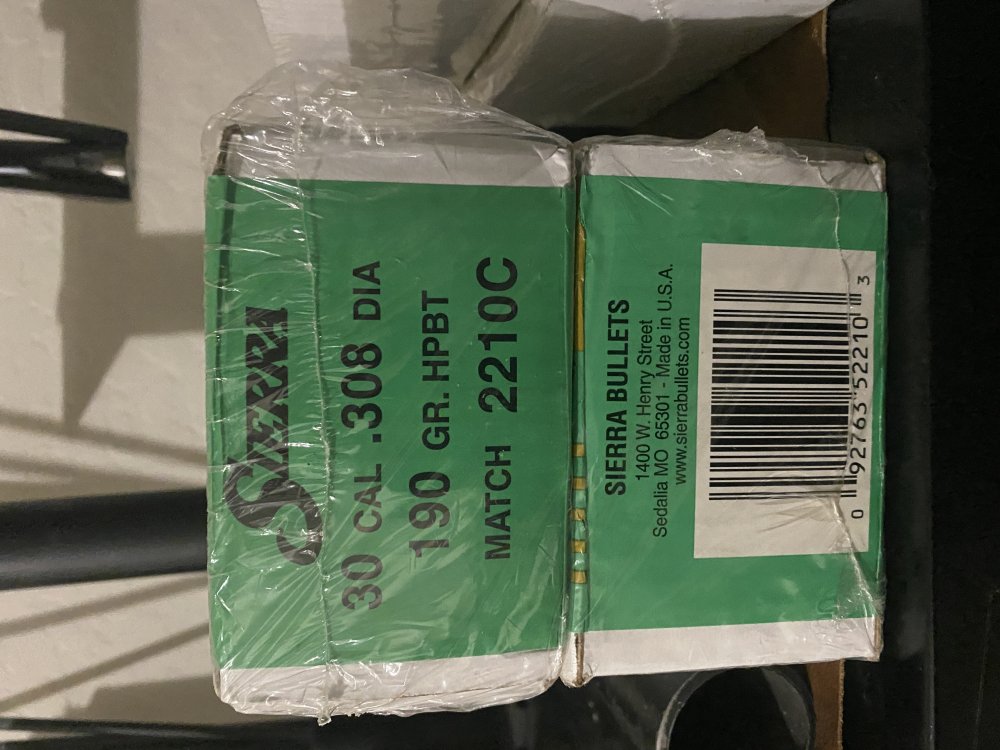 SIERRA
30 CAL .308 DIA
190 GR. HPBT
MATCH 2210C
SIERRA BULLETS
1400 W. Henry Street
Sedalia MO 65301 - Made in U.S.A.
www.sierrabullets.com
0 92763 52210 3